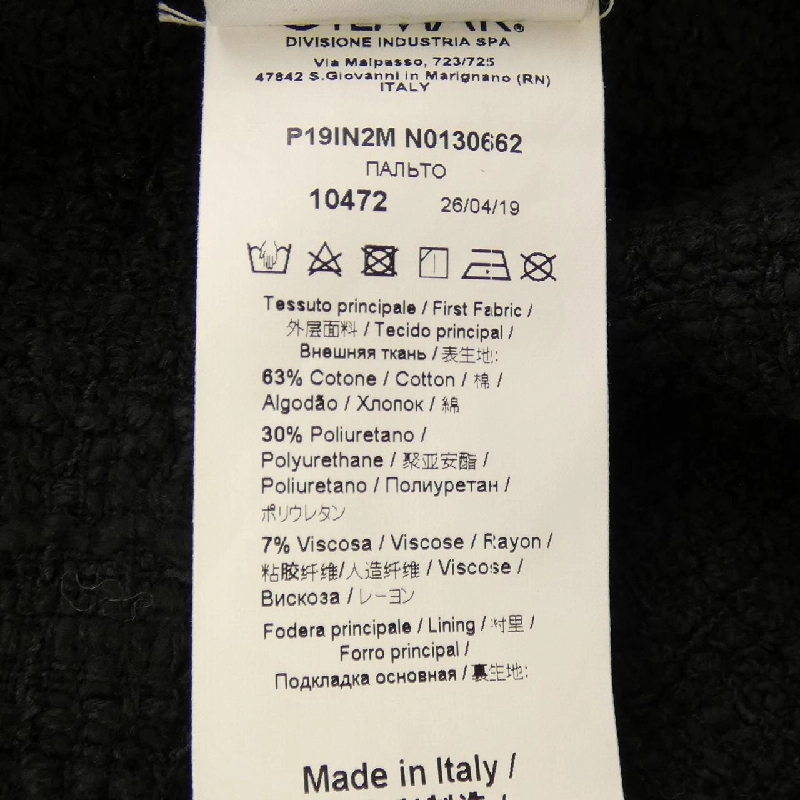 DIVISIONE INDUSTRIA SPA
Via Malpasso, 723/725
47842 S.Giovanni in Marignano (RN)
ITALY
P19IN2M N0130662
ПАЛЬТО
10472 26/04/19
Tessuto principale / First Fabric /
外层面料 / Tecido principal /
Внешняя ткань / 表生地:
63% Cotone / Cotton / 棉 /
Algodão / Хлопок / 綿
30% Poliuretano /
Polyurethane / 聚亚安酯 /
Poliuretano / Полиуретан /
ポリウレタン
7% Viscosa / Viscose / Rayon /
粘胶纤维/人造纤维 / Viscose /
Вискоза / レーヨン
Fodera principale / Lining / 衬里 /
Forro principal /
Подкладка основная / 裏生地:
Made in Italy /